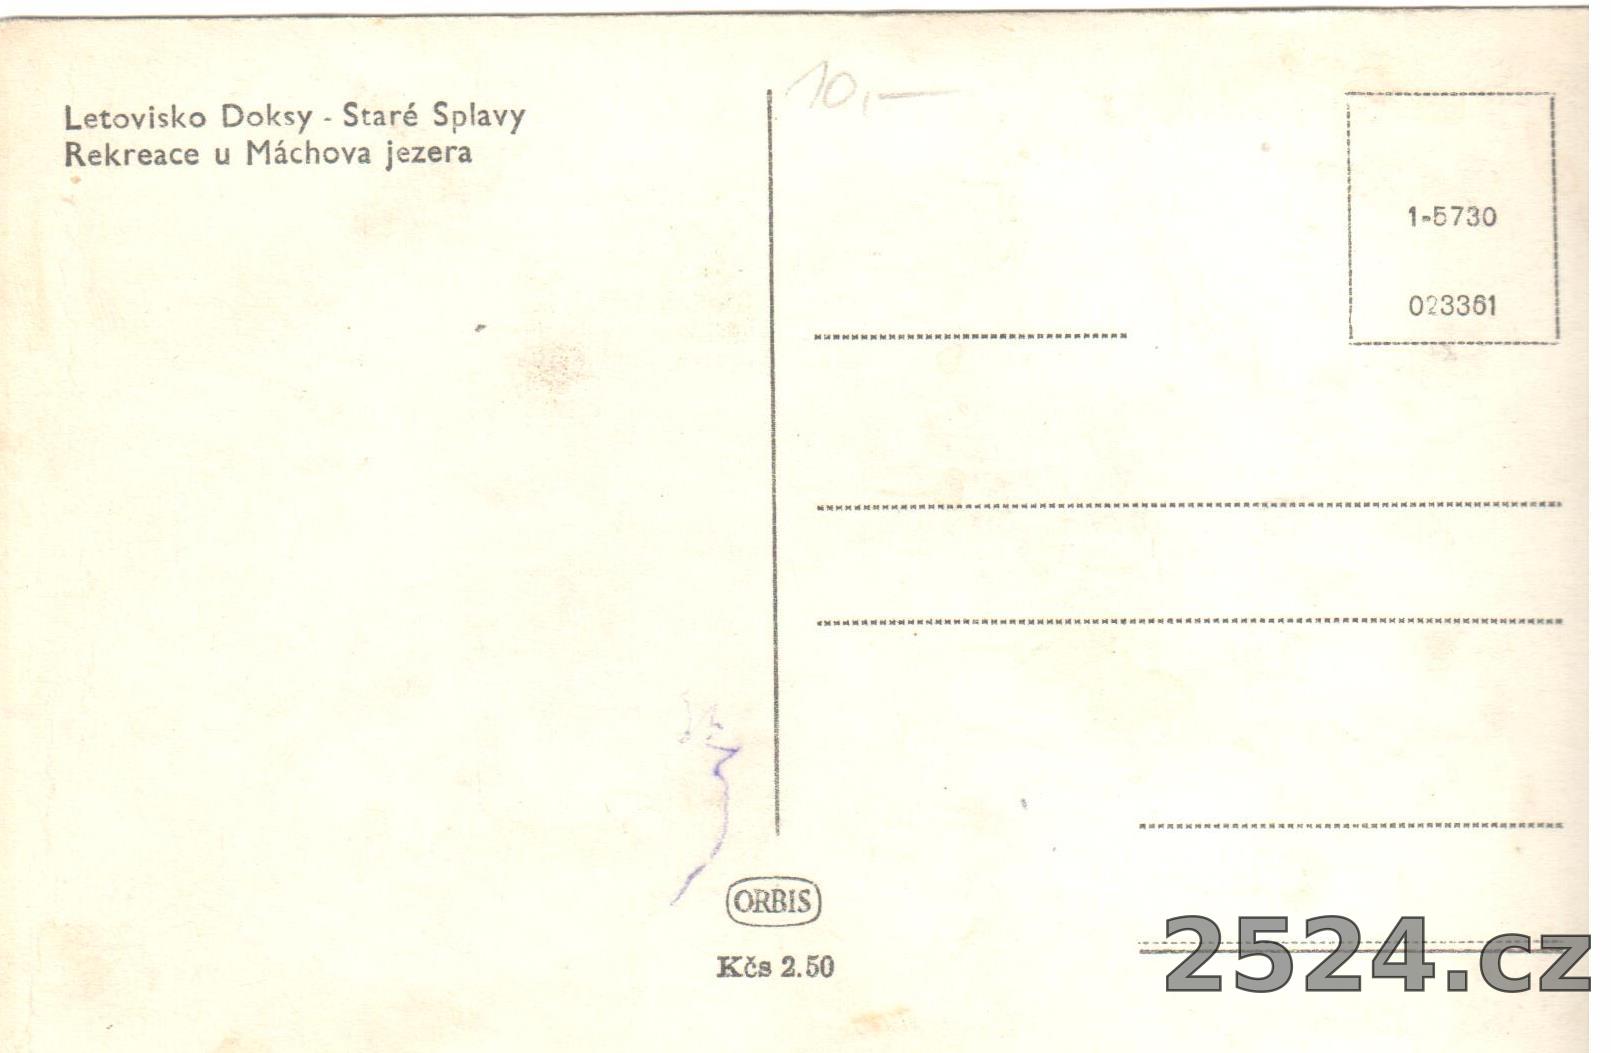 Letovisko Doksy - Staré Splavy
Rekreace u Máchova jezera
10,-
1-5730
023361
ORBIS
Kčs 2.50
2524.cz